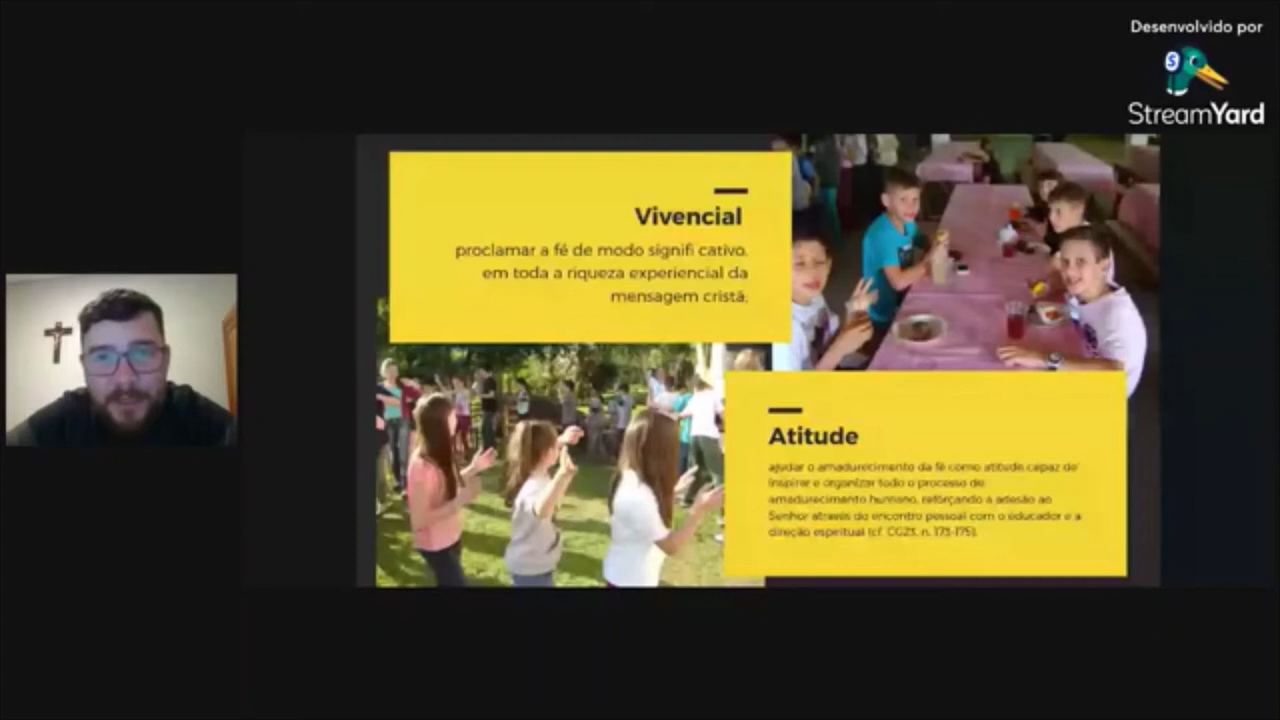 Desenvolvido por
StreamYard
Vivencial
proclamar a fé de modo signifi cativo,
em toda a riqueza experiencial da
mensagem cristã;
Atitude
ajudar o amadurecimento da fé como atitude capaz de
inspirar e organizar todo o processo de
amadurecimento humano, reforçando a adesão ao
Senhor através do encontro pessoal com o educador e a
direção espiritual (cf. CG23, n. 173-175).